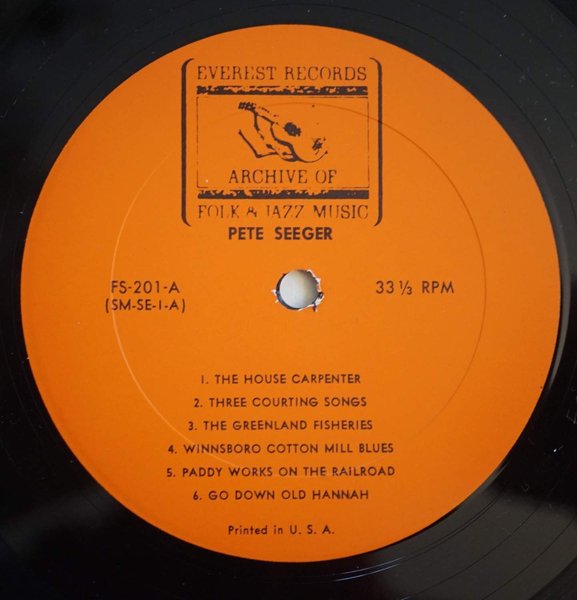 EVEREST RECORDS
ARCHIVE OF
FOLK & JAZZ MUSIC
PETE SEEGER
FS-201-A
(SM-SE-I-A)
33 ⅓ RPM
1. THE HOUSE CARPENTER
2. THREE COURTING SONGS
3. THE GREENLAND FISHERIES
4. WINNSBORO COTTON MILL BLUES
5. PADDY WORKS ON THE RAILROAD
6. GO DOWN OLD HANNAH
Printed in U. S. A.